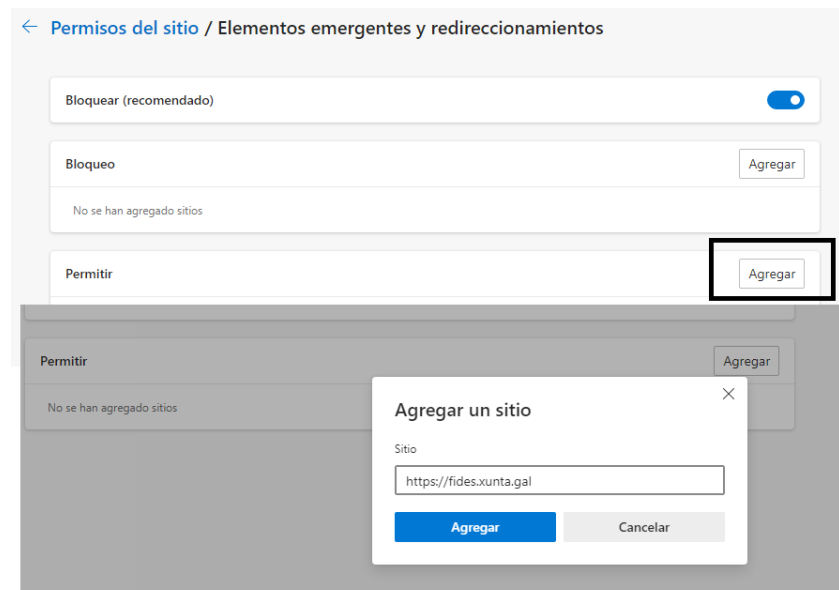 ← Permisos del sitio / Elementos emergentes y redireccionamientos
Bloquear (recomendado)
Bloqueo Agregar
No se han agregado sitios
Permitir Agregar
Permitir Agregar
No se han agregado sitios
Agregar un sitio
Sitio
https://fides.xunta.gal
Agregar Cancelar